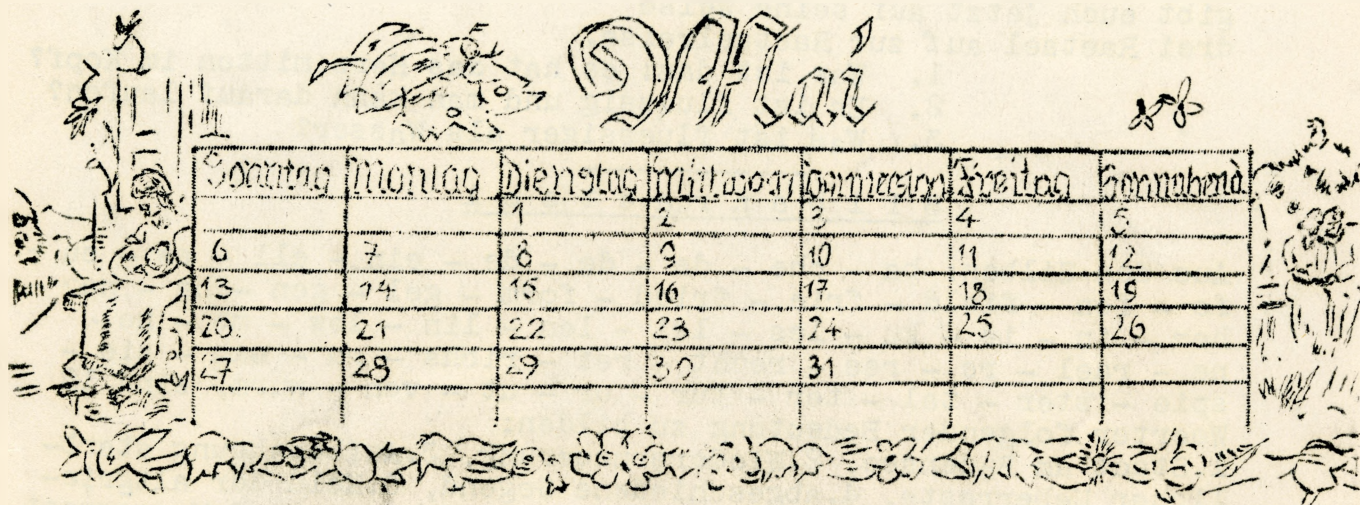 Mai
Sonntag Montag Dienstag Mittwoch Donnerstag Freitag Sonnabend
1 2 3 4 5
6 7 8 9 10 11 12
13 14 15 16 17 18 19
20 21 22 23 24 25 26
27 28 29 30 31